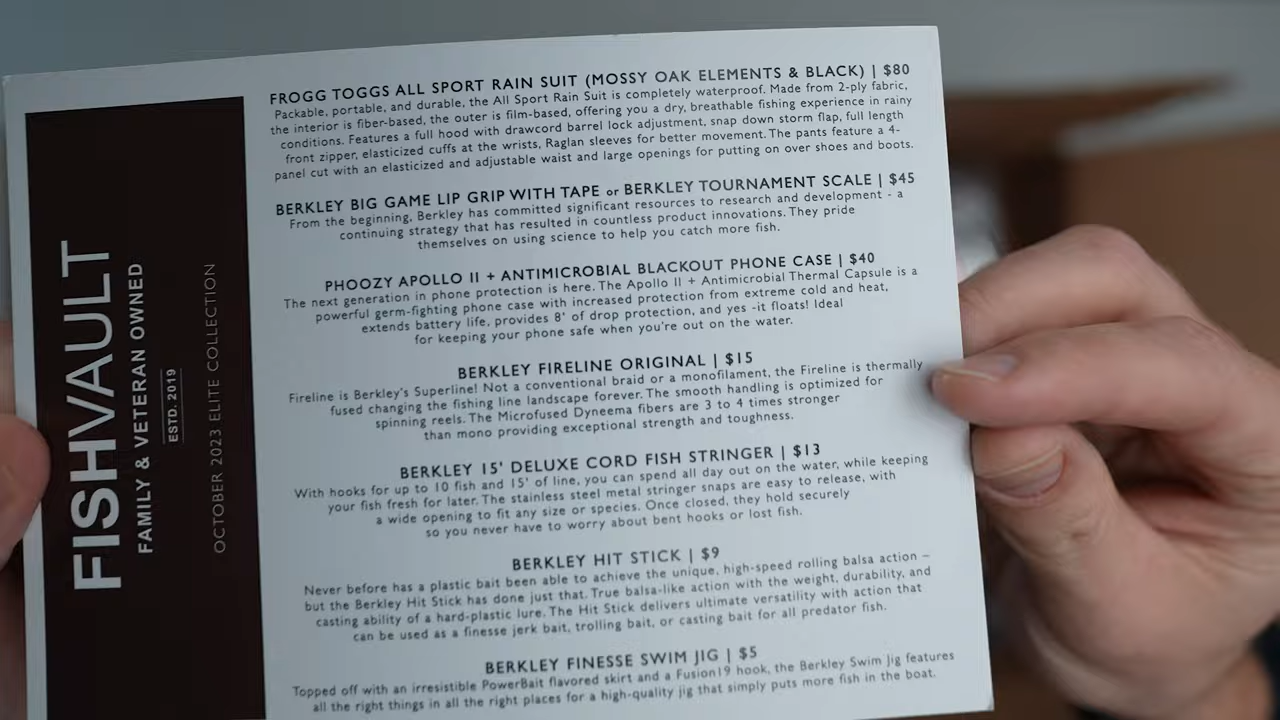 FISHVAULT
FAMILY & VETERAN OWNED
ESTD. 2019
OCTOBER 2023 ELITE COLLECTION
FROGG TOGGS ALL SPORT RAIN SUIT (MOSSY OAK ELEMENTS & BLACK) | $80
Packable, portable, and durable, the All Sport Rain Suit is completely waterproof. Made from 2-ply fabric,
the interior is fiber-based, the outer is film-based, offering you a dry, breathable fishing experience in rainy
conditions. Features a full hood with drawcord barrel lock adjustment, snap down storm flap, full length
front zipper, elasticized cuffs at the wrists, Raglan sleeves for better movement. The pants feature a 4-
panel cut with an elasticized and adjustable waist and large openings for putting on over shoes and boots.
BERKLEY BIG GAME LIP GRIP WITH TAPE or BERKLEY TOURNAMENT SCALE | $45
From the beginning, Berkley has committed significant resources to research and development - a
continuing strategy that has resulted in countless product innovations. They pride
themselves on using science to help you catch more fish.
PHOOZY APOLLO II + ANTIMICROBIAL BLACKOUT PHONE CASE | $40
The next generation in phone protection is here. The Apollo II + Antimicrobial Thermal Capsule is a
powerful germ-fighting phone case with increased protection from extreme cold and heat,
extends battery life, provides 8' of drop protection, and yes -it floats! Ideal
for keeping your phone safe when you're out on the water.
BERKLEY FIRELINE ORIGINAL | $15
Fireline is Berkley's Superline! Not a conventional braid or a monofilament, the Fireline is thermally
fused changing the fishing line landscape forever. The smooth handling is optimized for
spinning reels. The Microfused Dyneema fibers are 3 to 4 times stronger
than mono providing exceptional strength and toughness.
BERKLEY 15' DELUXE CORD FISH STRINGER | $13
With hooks for up to 10 fish and 15' of line, you can spend all day out on the water, while keeping
your fish fresh for later. The stainless steel metal stringer snaps are easy to release, with
a wide opening to fit any size or species. Once closed, they hold securely
so you never have to worry about bent hooks or lost fish.
BERKLEY HIT STICK | $9
Never before has a plastic bait been able to achieve the unique, high-speed rolling balsa action –
but the Berkley Hit Stick has done just that. True balsa-like action with the weight, durability, and
casting ability of a hard-plastic lure. The Hit Stick delivers ultimate versatility with action that
can be used as a finesse jerk bait, trolling bait, or casting bait for all predator fish.
BERKLEY FINESSE SWIM JIG | $5
Topped off with an irresistible PowerBait flavored skirt and a Fusion19 hook, the Berkley Swim Jig features
all the right things in all the right places for a high-quality jig that simply puts more fish in the boat.